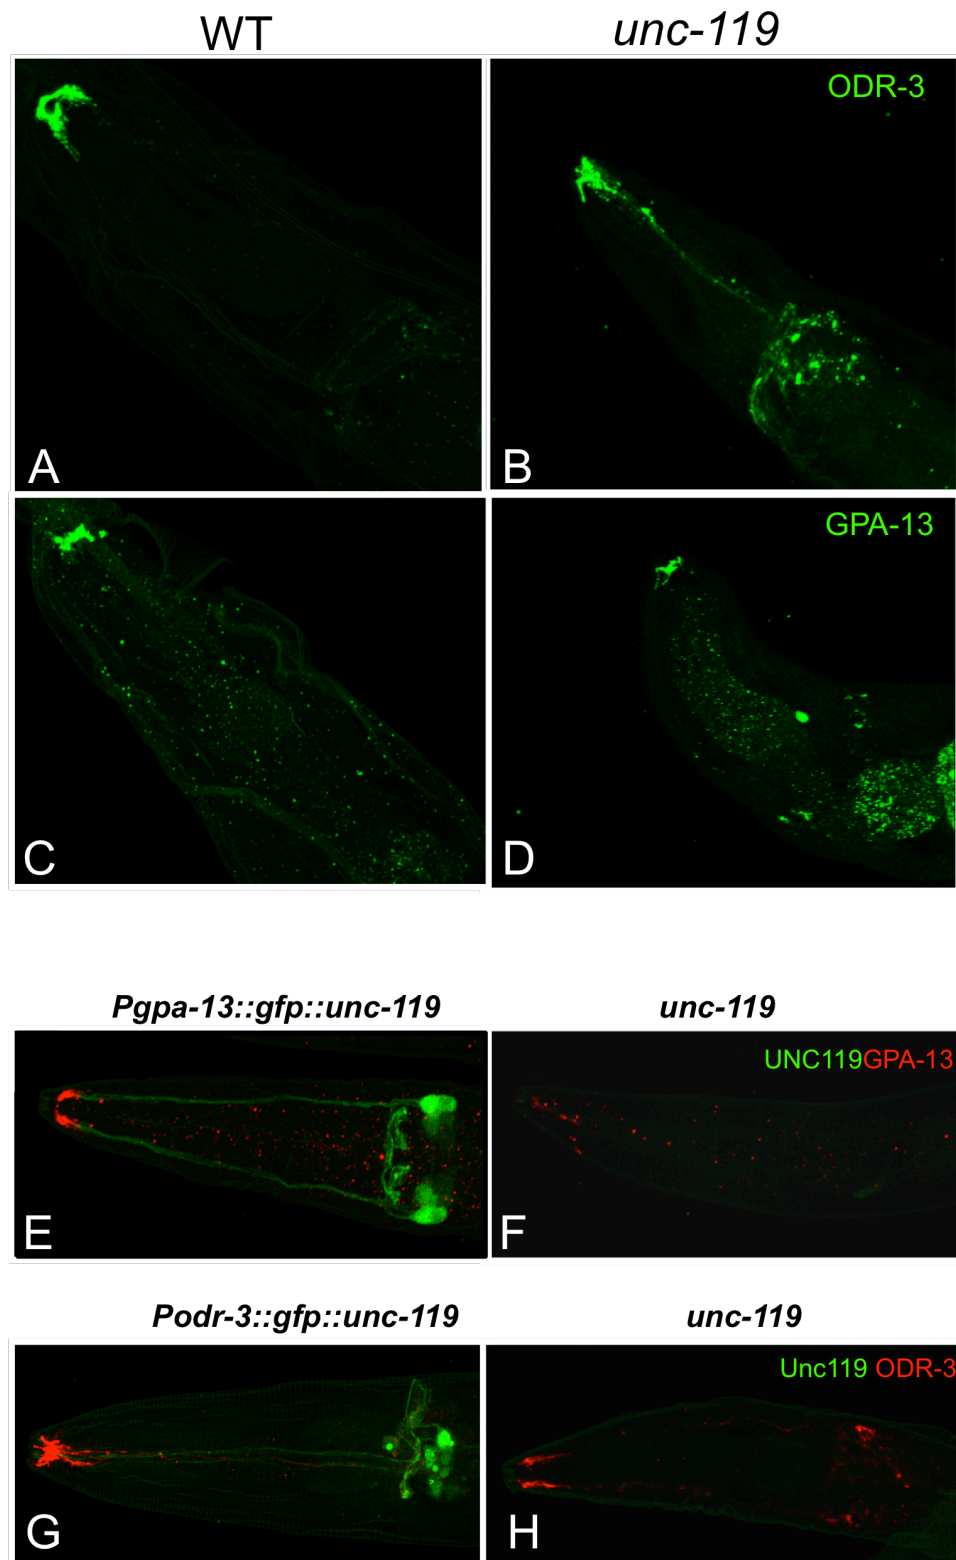 WT unc-119
ODR-3
A B
GPA-13
C D
Pgpa-13::gfp::unc-119 unc-119
UNC119GPA-13
E F
Podr-3::gfp::unc-119 unc-119
Unc119 ODR-3
G H